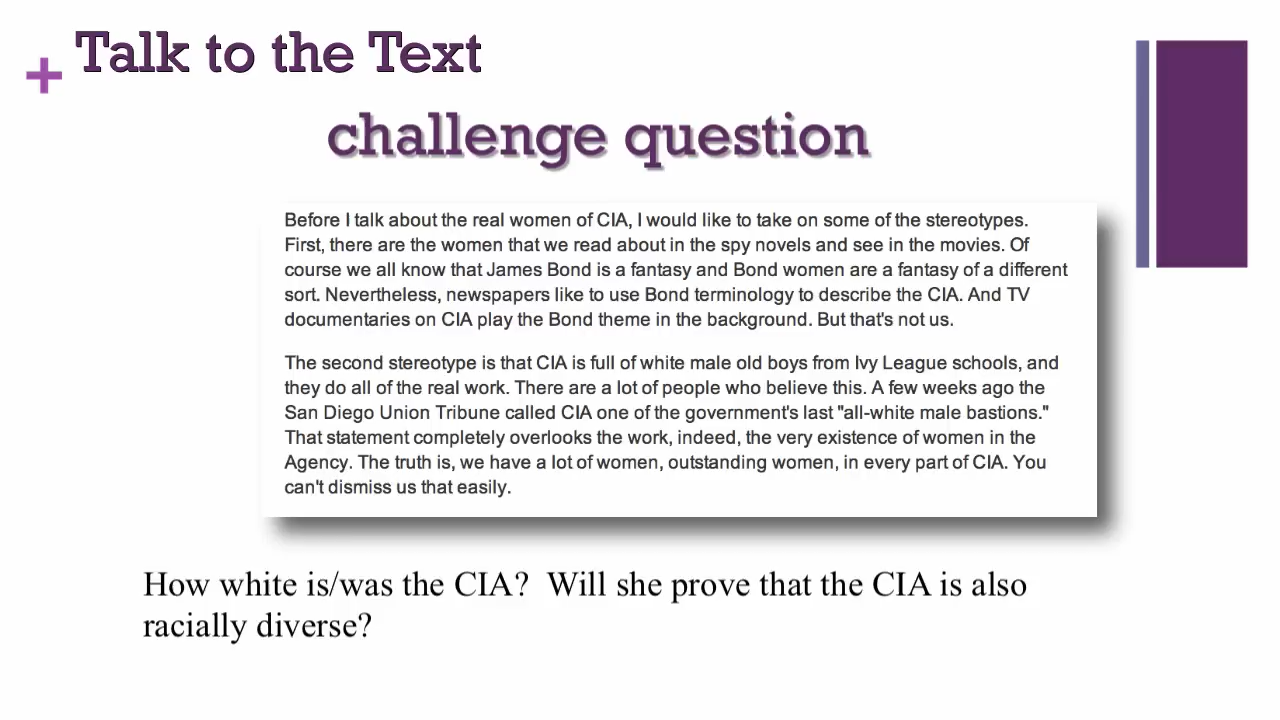 + Talk to the Text
challenge question
Before I talk about the real women of CIA, I would like to take on some of the stereotypes.
First, there are the women that we read about in the spy novels and see in the movies. Of
course we all know that James Bond is a fantasy and Bond women are a fantasy of a different
sort. Nevertheless, newspapers like to use Bond terminology to describe the CIA. And TV
documentaries on CIA play the Bond theme in the background. But that's not us.
The second stereotype is that CIA is full of white male old boys from Ivy League schools, and
they do all of the real work. There are a lot of people who believe this. A few weeks ago the
San Diego Union Tribune called CIA one of the government's last "all-white male bastions."
That statement completely overlooks the work, indeed, the very existence of women in the
Agency. The truth is, we have a lot of women, outstanding women, in every part of CIA. You
can't dismiss us that easily.
How white is/was the CIA?  Will she prove that the CIA is also
racially diverse?